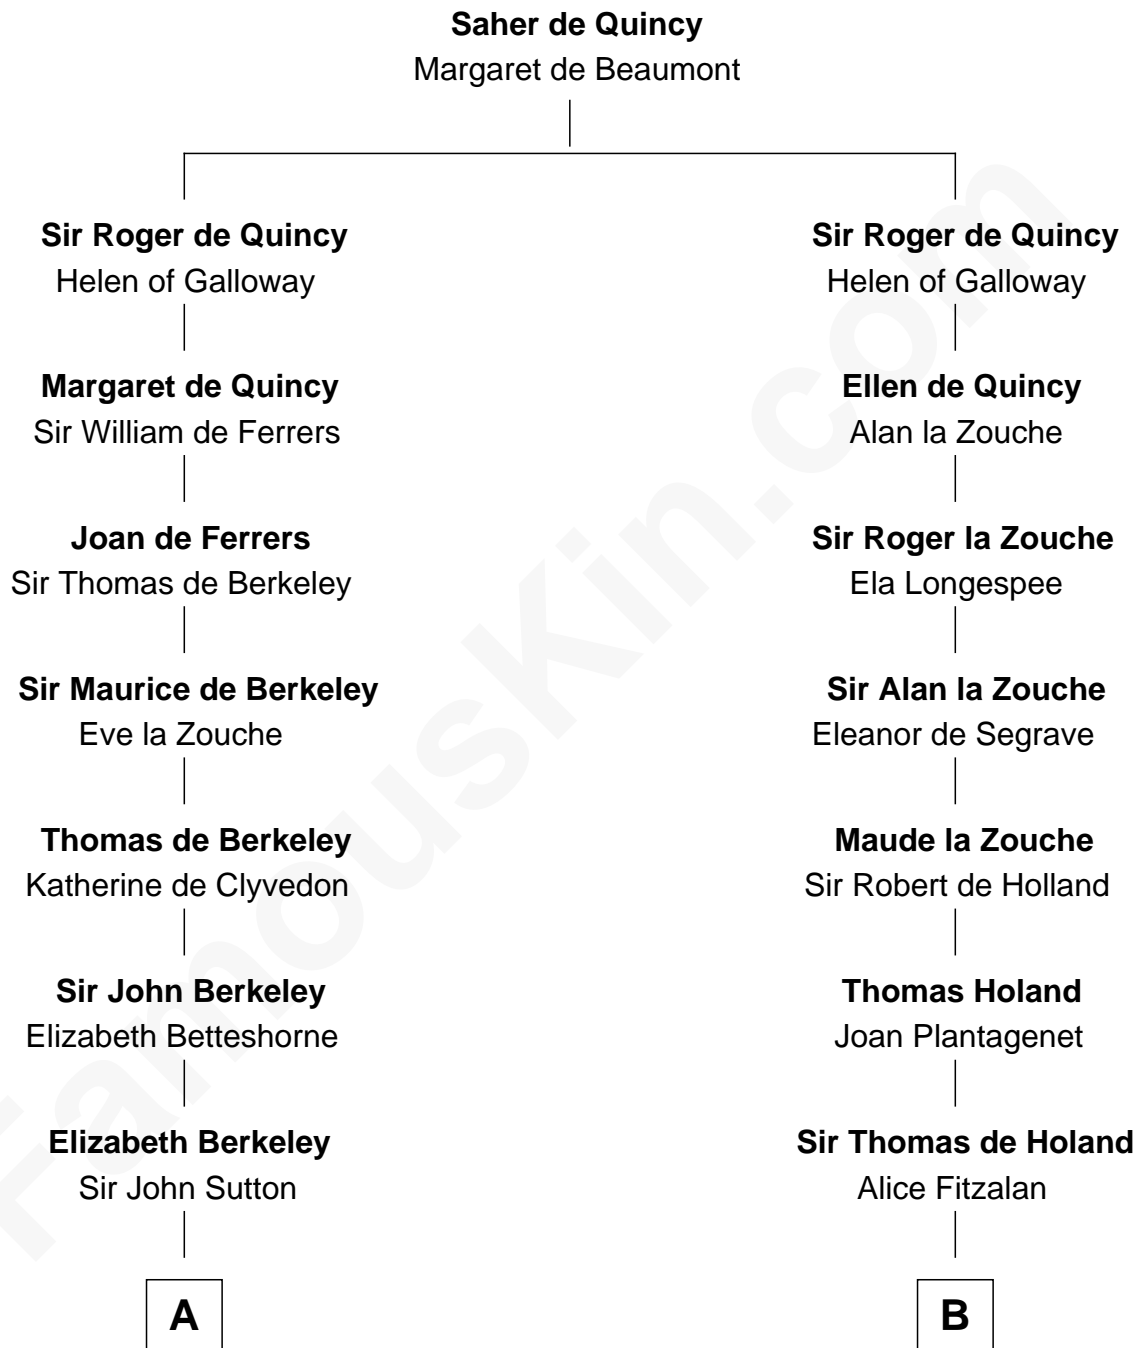 Saher de Quincy
Margaret de Beaumont
Sir Roger de Quincy
Helen of Galloway
Margaret de Quincy
Sir William de Ferrers
Joan de Ferrers
Sir Thomas de Berkeley
Sir Maurice de Berkeley
Eve la Zouche
Thomas de Berkeley
Katherine de Clyvedon
Sir John Berkeley
Elizabeth Betteshorne
Elizabeth Berkeley
Sir John Sutton
A
Sir Roger de Quincy
Helen of Galloway
Ellen de Quincy
Alan la Zouche
Sir Roger la Zouche
Ela Longespee
Sir Alan la Zouche
Eleanor de Segrave
Maude la Zouche
Sir Robert de Holland
Thomas Holand
Joan Plantagenet
Sir Thomas de Holand
Alice Fitzalan
B
FamousKin.com